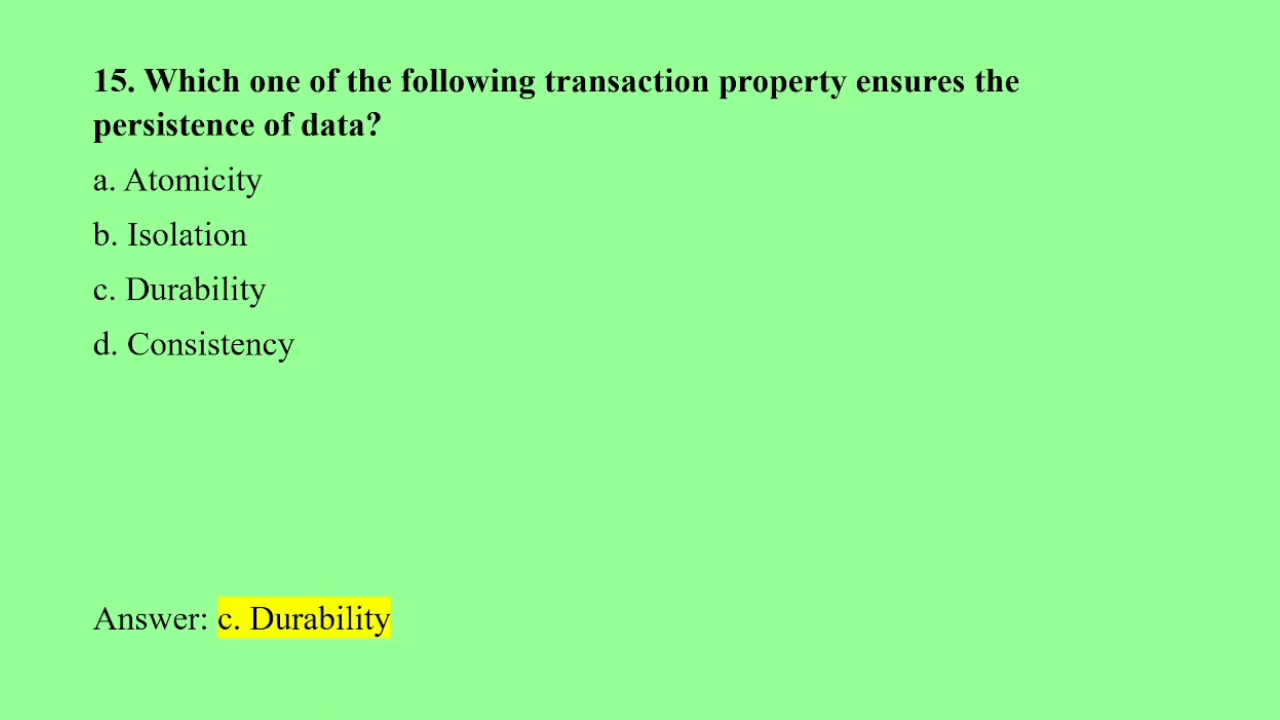 15. Which one of the following transaction property ensures the
persistence of data?
a. Atomicity
b. Isolation
c. Durability
d. Consistency
Answer: c. Durability